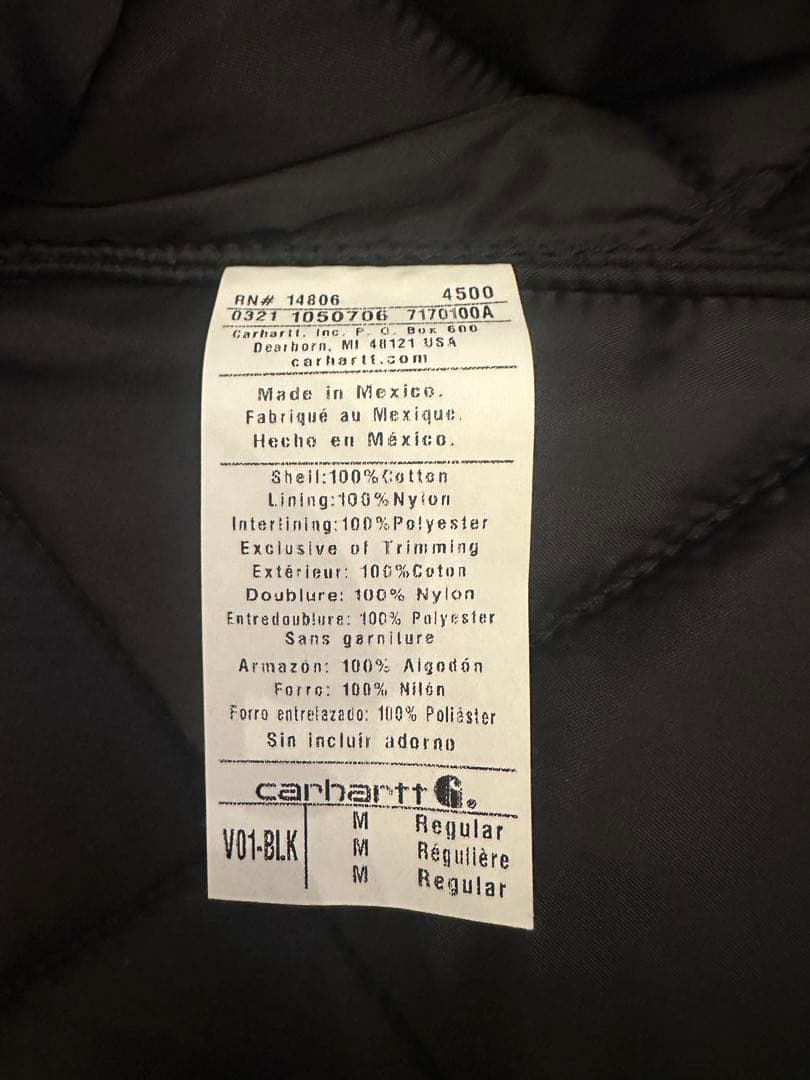 RN# 14806 4500
0321 1050706 7170100A
Carhartt, Inc. P. O. Box 600
Dearborn, MI 48121 USA
carhartt.com
Made in Mexico.
Fabriqué au Mexique.
Hecho en México.
Shell:100%Cotton
Lining:100%Nylon
Interlining:100%Polyester
Exclusive of Trimming
Extérieur: 100%Coton
Doublure: 100% Nylon
Entredoublure: 100% Polyester
Sans garniture
Armazón: 100% Algodón
Forro: 100% Nilón
Forro entrelazado: 100% Poliáster
Sin incluír adorno
carhartt
V01-BLK
M Regular
M Régulière
M Regular